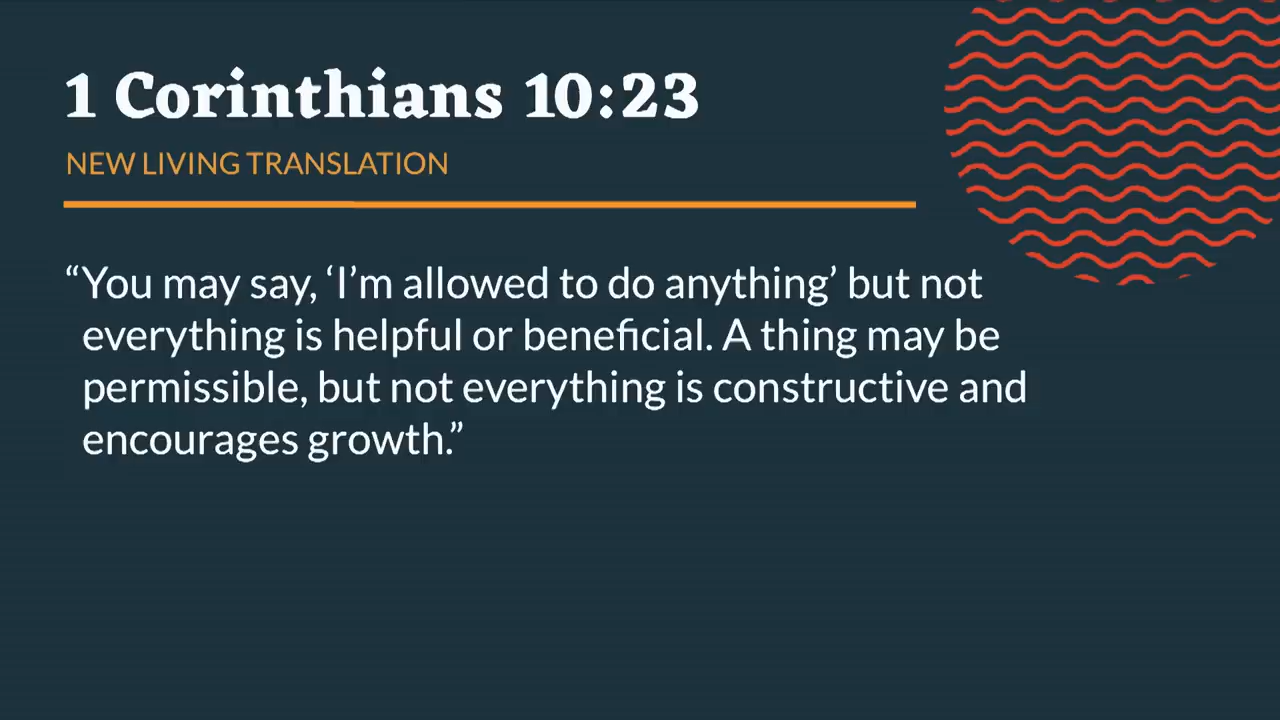 1 Corinthians 10:23
NEW LIVING TRANSLATION
“You may say, ‘I’m allowed to do anything’ but not
everything is helpful or beneficial. A thing may be
permissible, but not everything is constructive and
encourages growth.”